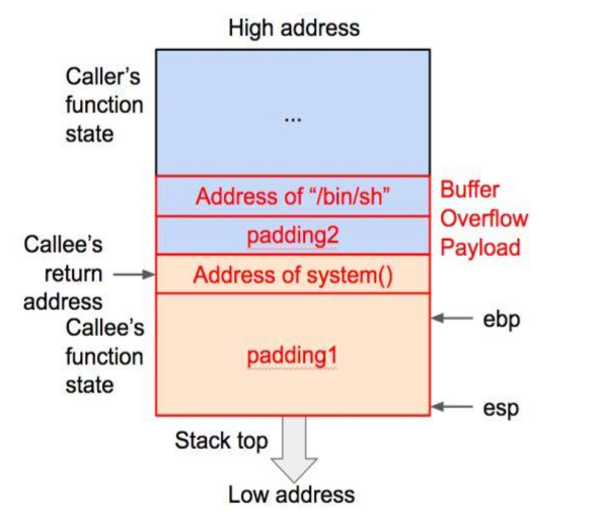 High address
Caller's
function
state
...
Address of “/bin/sh”
Buffer
Overflow
Payload
padding2
Callee's
return
address
Address of system()
Callee's
function
state
ebp
padding1
esp
Stack top
Low address